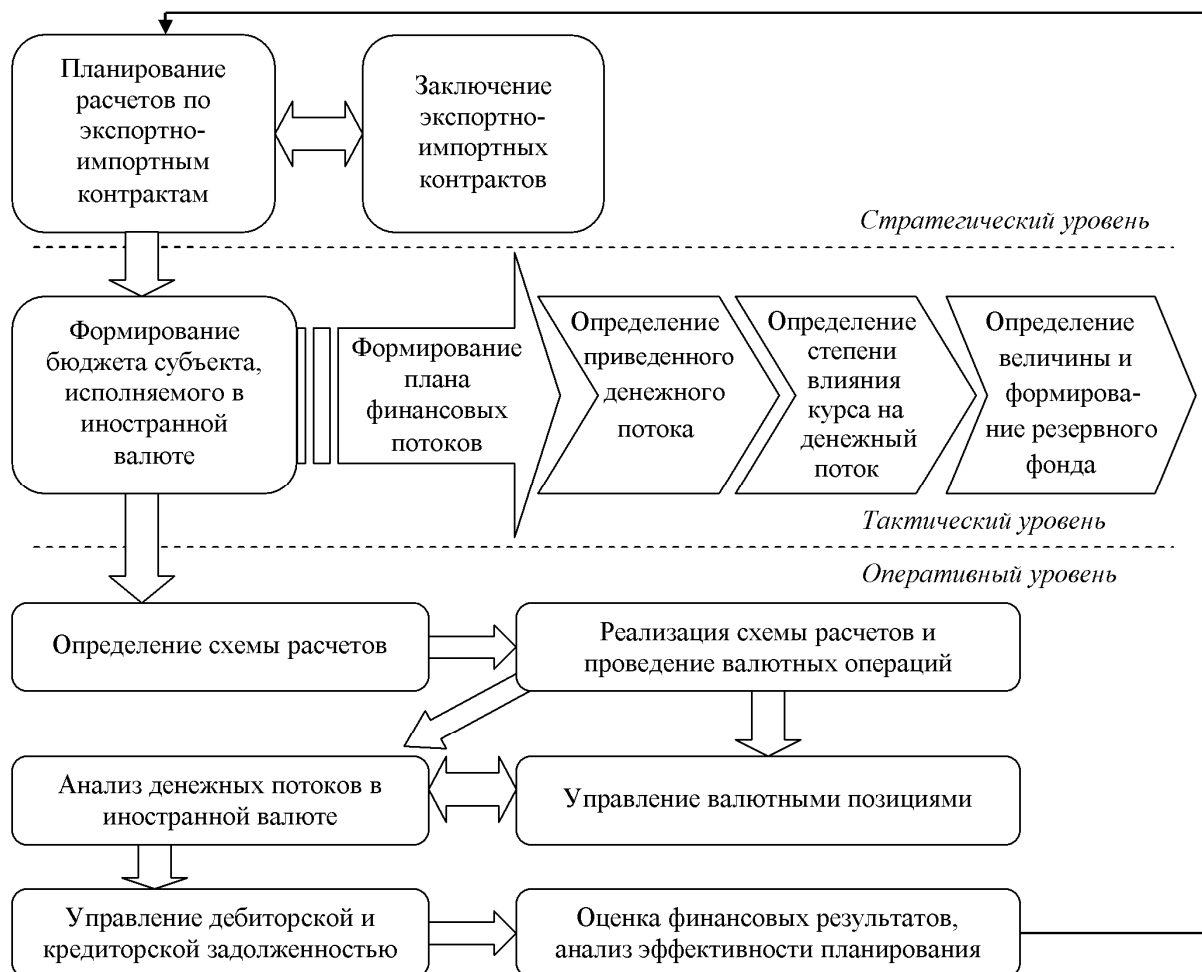 Планирование
расчетов по
экспортно-
импортным
контрактам
Заключение
экспортно-
импортных
контрактов
Стратегический уровень
Формирование
бюджета субъекта,
исполняемого в
иностранной
валюте
Формирование
плана
финансовых
потоков
Определение
приведенного
денежного
потока
Определение
степени
влияния
курса на
денежный
поток
Определение
величины и
формирова-
ние резервного
фонда
Тактический уровень
Оперативный уровень
Определение схемы расчетов
Реализация схемы расчетов и
проведение валютных операций
Анализ денежных потоков в
иностранной валюте
Управление валютными позициями
Управление дебиторской и
кредиторской задолженностью
Оценка финансовых результатов,
анализ эффективности планирования